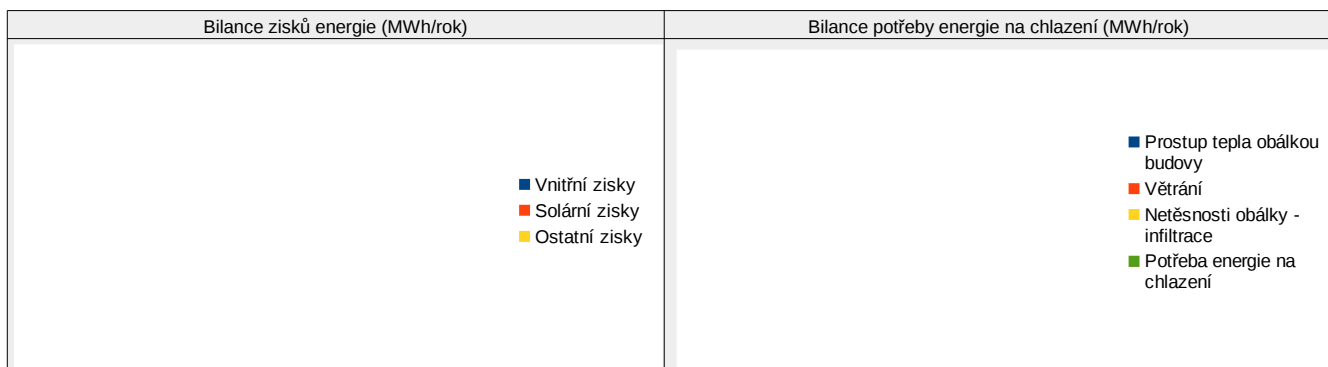 Bilance zisků energie (MWh/rok)
Vnitřní zisky
Solární zisky
Ostatní zisky
Bilance potřeby energie na chlazení (MWh/rok)
Prostup tepla obálkou
budovy
Větrání
Netěsnosti obálky -
infiltrace
Potřeba energie na
chlazení